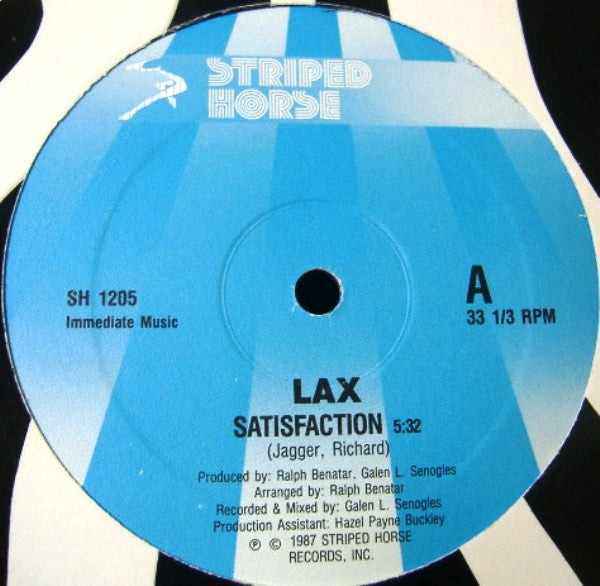 STRIPED
HORSE
SH 1205
Immediate Music
A
33 1/3 RPM
LAX
SATISFACTION 5:32
(Jagger, Richard)
Produced by: Ralph Benatar, Galen L. Senogles
Arranged by: Ralph Benatar
Recorded & Mixed by: Galen L. Senogles
Production Assistant: Hazel Payne Buckley
℗ © 1987 STRIPED HORSE
RECORDS, INC.